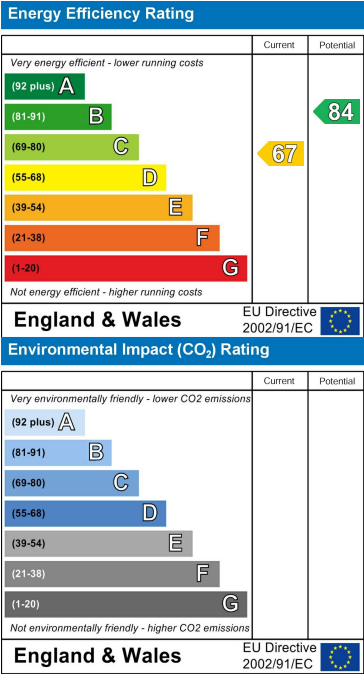 Energy Efficiency Rating
Current Potential
Very energy efficient - lower running costs
(92 plus) A
(81-91) B
84
(69-80) C
67
(55-68) D
(39-54) E
(21-38) F
(1-20) G
Not energy efficient - higher running costs
England & Wales
EU Directive
2002/91/EC
Environmental Impact (CO₂) Rating
Current Potential
Very environmentally friendly - lower CO2 emissions
(92 plus) A
(81-91) B
(69-80) C
(55-68) D
(39-54) E
(21-38) F
(1-20) G
Not environmentally friendly - higher CO2 emissions
England & Wales
EU Directive
2002/91/EC